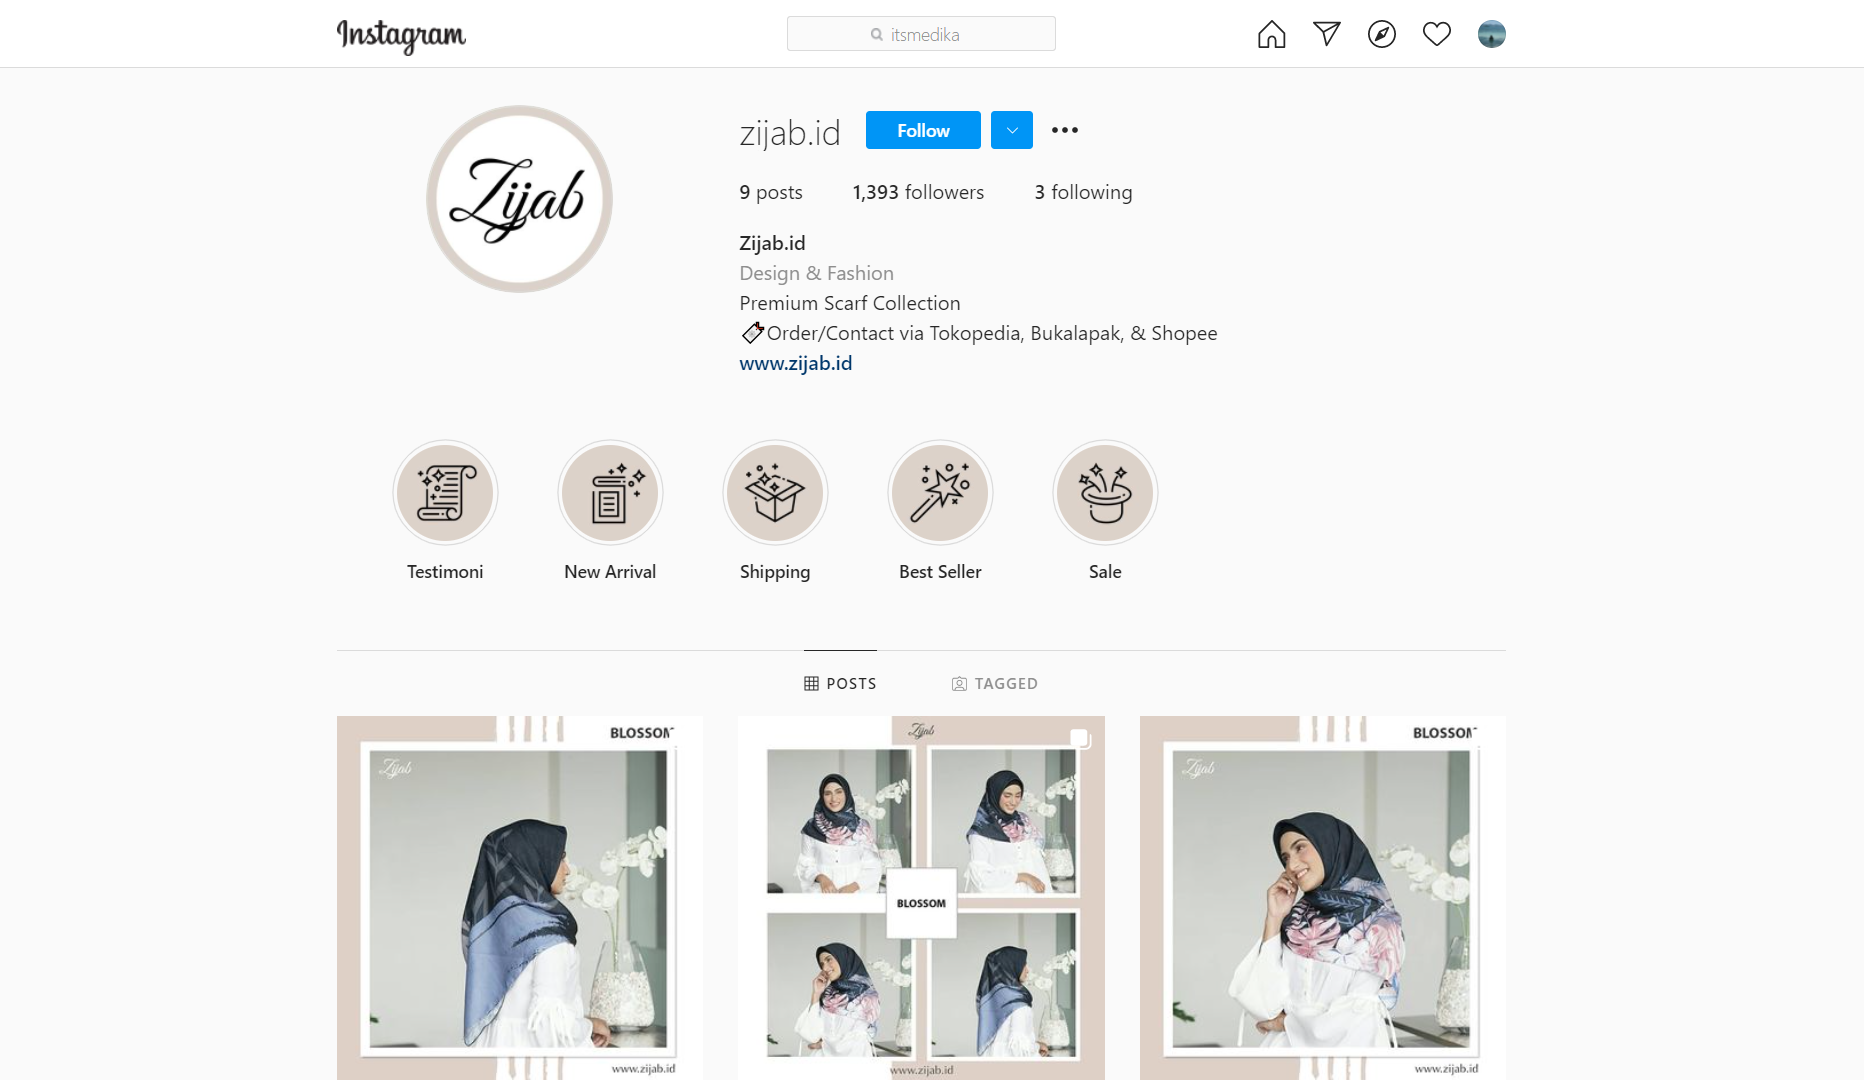 Instagram
itsmedika
Zijab
zijab.id
Follow
9 posts 1,393 followers 3 following
Zijab.id
Design & Fashion
Premium Scarf Collection
Order/Contact via Tokopedia, Bukalapak, & Shopee
www.zijab.id
Testimoni New Arrival Shipping Best Seller Sale
POSTS TAGGED
BLOSSOM
Zijab
www.zijab.id
Zijab
BLOSSOM
www.zijab.id
BLOSSOM
Zijab
www.zijab.id